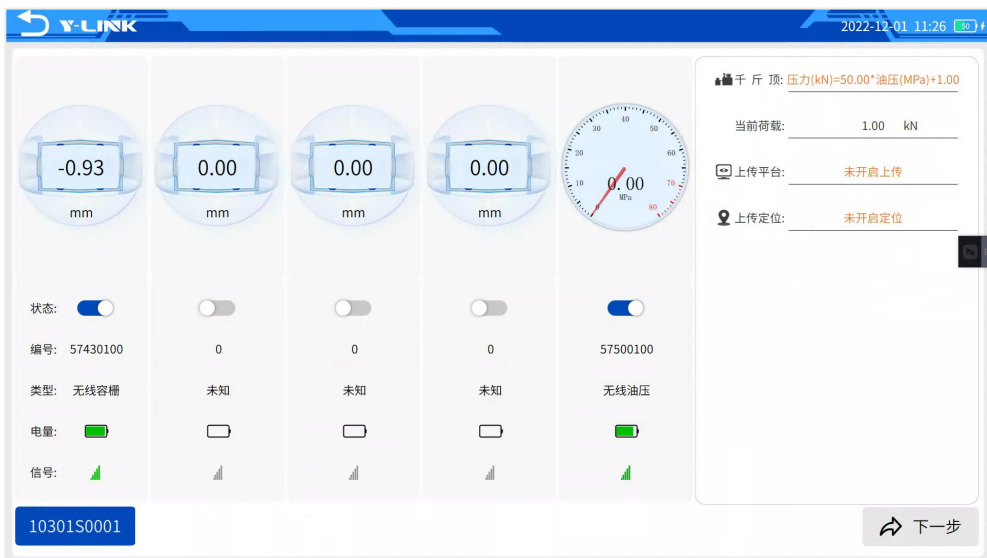 Y-LINK
2022-12-01 11:26 50
-0.93
mm
0.00
mm
0.00
mm
0.00
mm
0 10 20 30 40 50 60 70 80
0.00
MPa
千斤顶: 压力(kN)=50.00*油压(MPa)+1.00
当前荷载: 1.00 kN
上传平台: 未开启上传
上传定位: 未开启定位
状态:
编号: 57430100 0 0 0 57500100
类型: 无线容栅 未知 未知 未知 无线油压
电量:
信号:
10301S0001
下一步